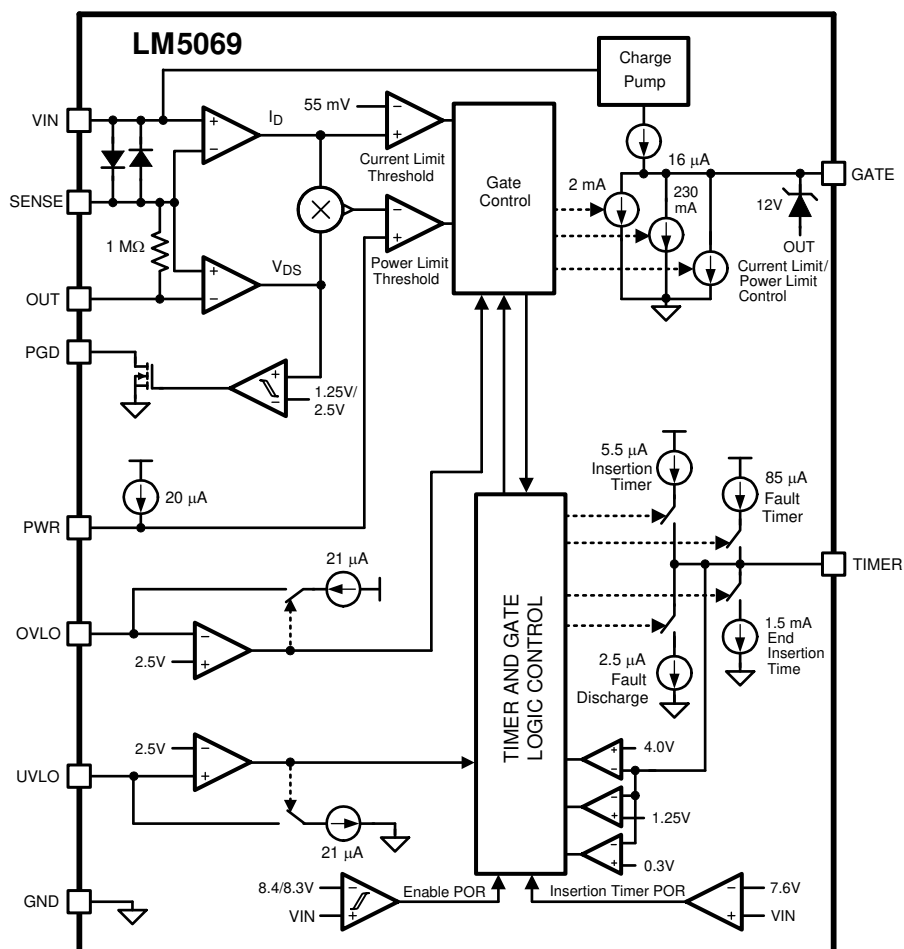 LM5069
Charge
Pump
VIN
I_D
55 mV
−
+
+
−
Current Limit
Threshold
Gate
Control
16 μA
GATE
2 mA
230
mA
12V
OUT
Current Limit/
Power Limit
Control
SENSE
1 MΩ
−
+
Power Limit
Threshold
V_DS
+
−
OUT
PGD
+
−
1.25V/
2.5V
20 μA
PWR
5.5 μA
Insertion
Timer
85 μA
Fault
Timer
TIMER
21 μA
OVLO
−
2.5V
+
TIMER AND GATE
LOGIC CONTROL
2.5 μA
Fault
Discharge
1.5 mA
End
Insertion
Time
2.5V
−
+
UVLO
21 μA
+
−
4.0V
−
+
1.25V
−
+
0.3V
GND
8.4/8.3V
−
VIN
+
Enable POR
Insertion Timer POR
−
7.6V
+
VIN